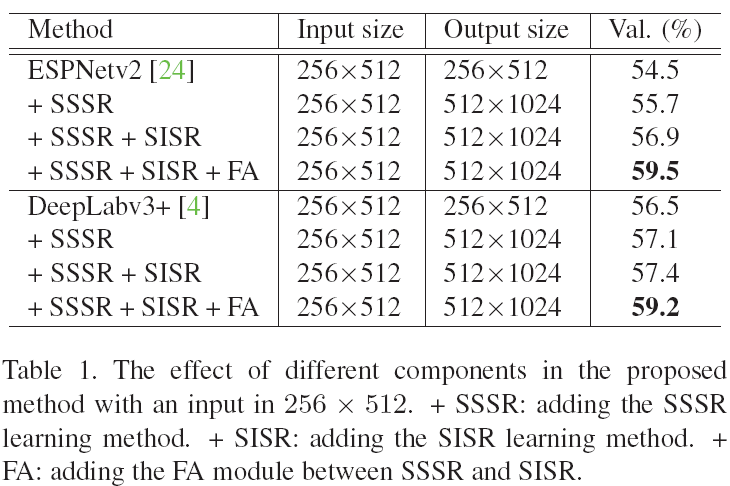 Method Input size Output size Val. (%)
ESPNetv2 [24] 256×512 256×512 54.5
+ SSSR 256×512 512×1024 55.7
+ SSSR + SISR 256×512 512×1024 56.9
+ SSSR + SISR + FA 256×512 512×1024 59.5
DeepLabv3+ [4] 256×512 256×512 56.5
+ SSSR 256×512 512×1024 57.1
+ SSSR + SISR 256×512 512×1024 57.4
+ SSSR + SISR + FA 256×512 512×1024 59.2
Table 1. The effect of different components in the proposed
method with an input in 256 × 512. + SSSR: adding the SSSR
learning method. + SISR: adding the SISR learning method. +
FA: adding the FA module between SSSR and SISR.